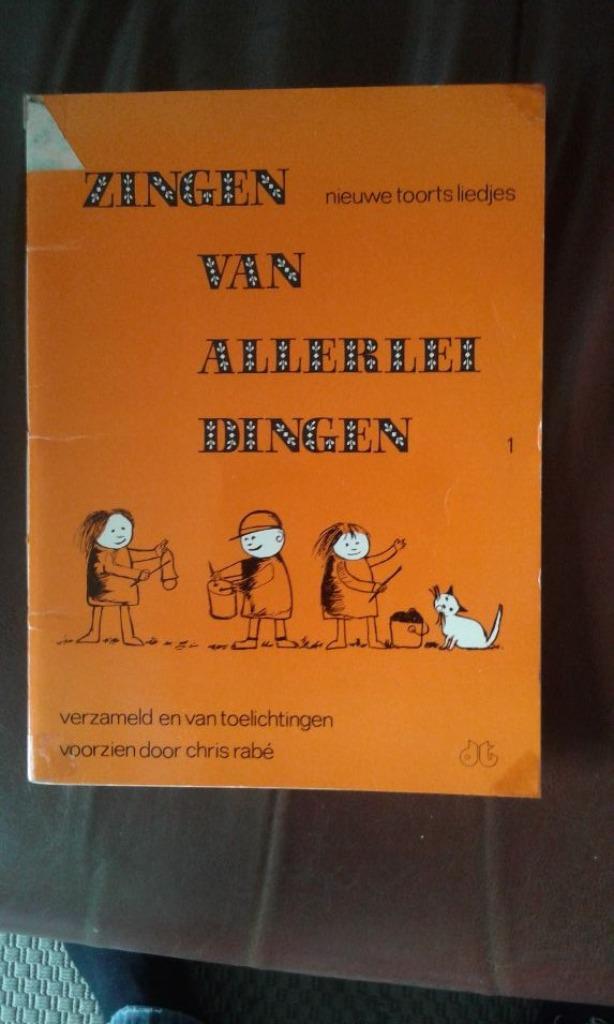 ZINGEN nieuwe toorts liedjes
VAN
ALLERLEI
DINGEN 1
verzameld en van toelichtingen
voorzien door chris rabé
dt